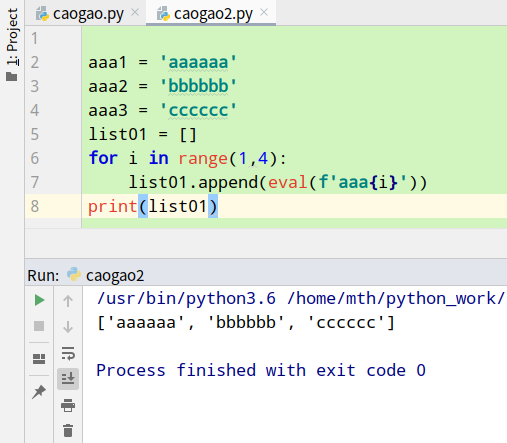 caogao.py × caogao2.py ×
1: Project
1
2 aaa1 = 'aaaaaa'
3 aaa2 = 'bbbbbb'
4 aaa3 = 'cccccc'
5 list01 = []
6 for i in range(1,4):
7     list01.append(eval(f'aaa{i}'))
8 print(list01)
Run: caogao2
/usr/bin/python3.6 /home/mth/python_work/
['aaaaaa', 'bbbbbb', 'cccccc']
Process finished with exit code 0